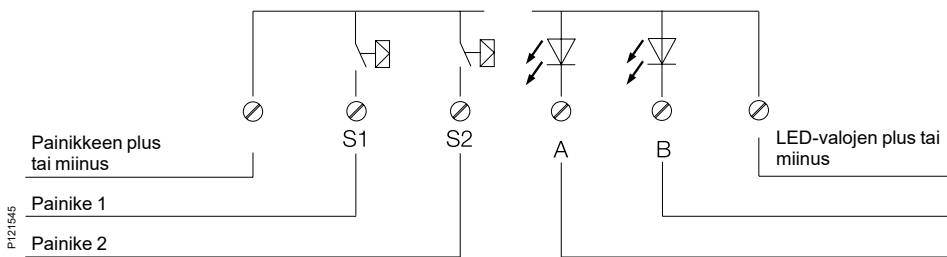 S1
S2
A
B
Painikkeen plus
tai miinus
LED-valojen plus tai
miinus
Painike 1
Painike 2
P121545